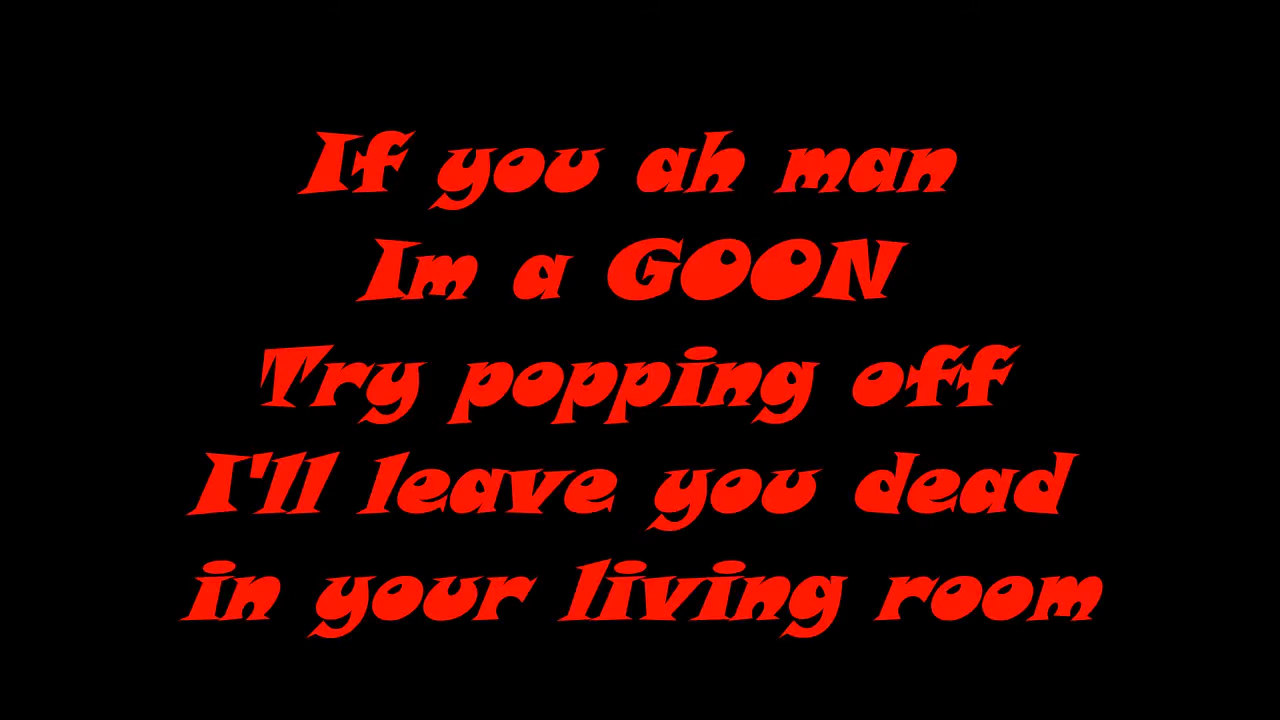 If you ah man
Im a GOON
Try popping off
I'll leave you dead
in your living room